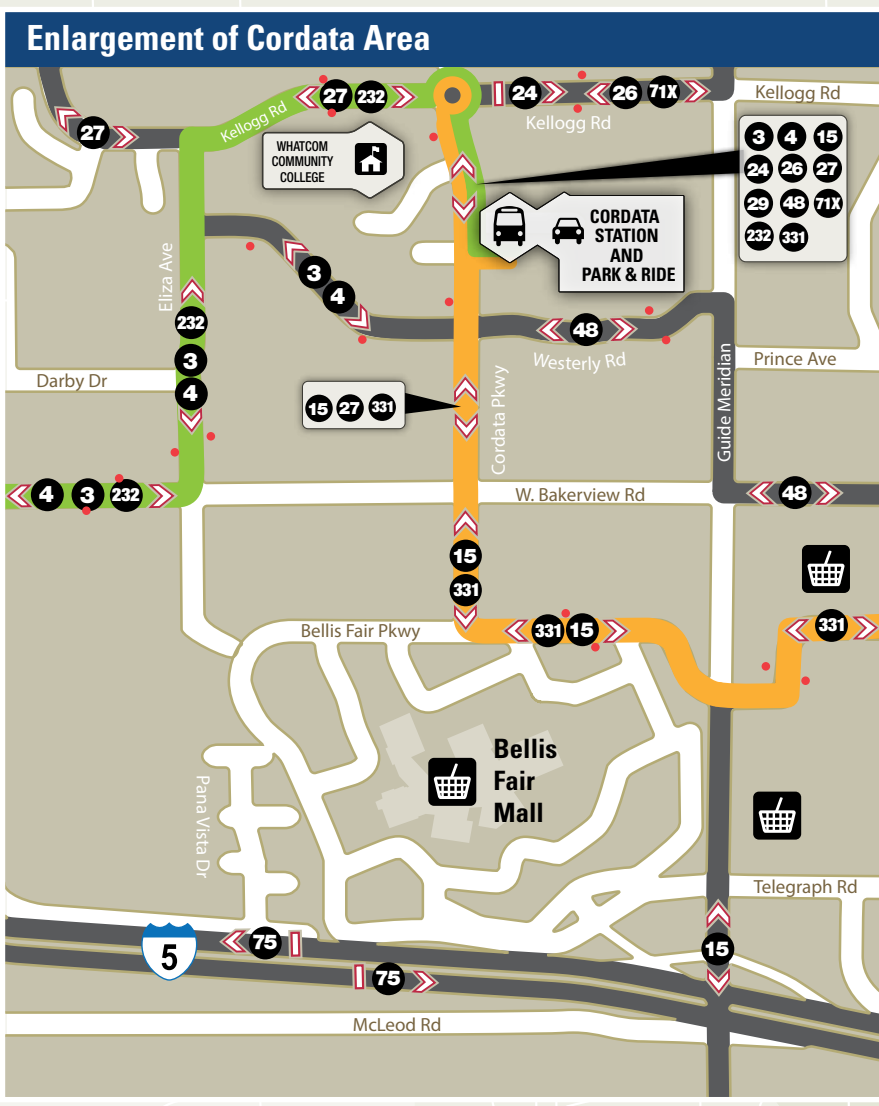 Enlargement of Cordata Area
27
232
24
26
71X
Kellogg Rd
Kellogg Rd
Kellogg Rd
27
WHATCOM
COMMUNITY
COLLEGE
3 4 15
24 26 27
29 48 71X
232 331
CORDATA
STATION
AND
PARK & RIDE
Eliza Ave
3
4
232
3
4
48
Westerly Rd
Prince Ave
Darby Dr
15 27 331
Cordata Pkwy
Guide Meridian
4 3 232
W. Bakerview Rd
48
15
331
Bellis Fair Pkwy
331 15
331
Bellis
Fair
Mall
Pana Vista Dr
Telegraph Rd
75
5
75
15
McLeod Rd